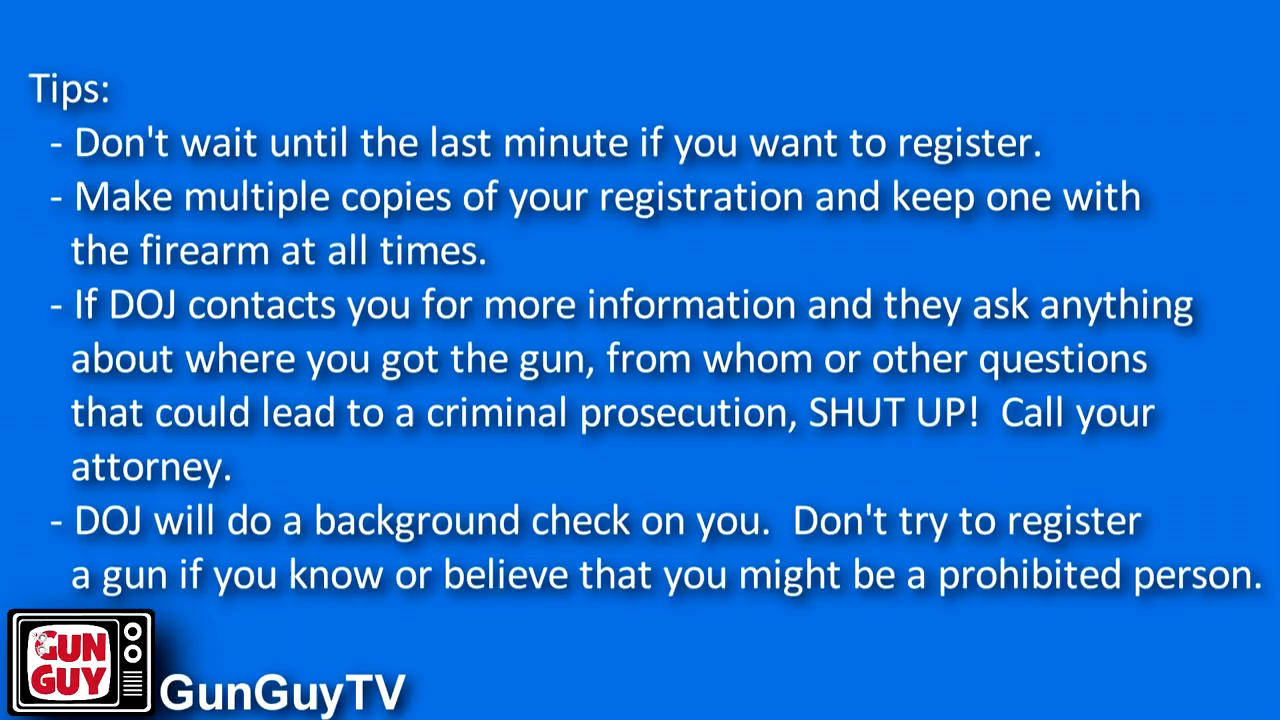 Tips:
- Don't wait until the last minute if you want to register.
- Make multiple copies of your registration and keep one with
the firearm at all times.
- If DOJ contacts you for more information and they ask anything
about where you got the gun, from whom or other questions
that could lead to a criminal prosecution, SHUT UP!  Call your
attorney.
- DOJ will do a background check on you.  Don't try to register
a gun if you know or believe that you might be a prohibited person.
GUN
GUY
GunGuyTV